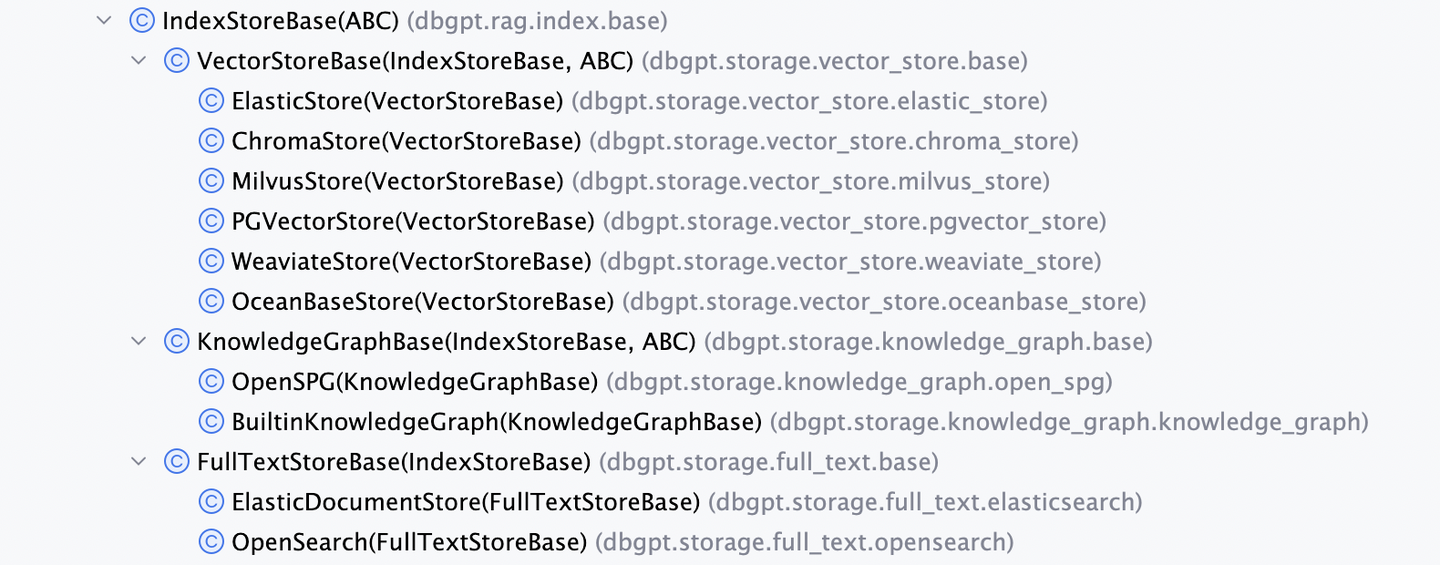 IndexStoreBase(ABC) (dbgpt.rag.index.base)
VectorStoreBase(IndexStoreBase, ABC) (dbgpt.storage.vector_store.base)
ElasticStore(VectorStoreBase) (dbgpt.storage.vector_store.elastic_store)
ChromaStore(VectorStoreBase) (dbgpt.storage.vector_store.chroma_store)
MilvusStore(VectorStoreBase) (dbgpt.storage.vector_store.milvus_store)
PGVectorStore(VectorStoreBase) (dbgpt.storage.vector_store.pgvector_store)
WeaviateStore(VectorStoreBase) (dbgpt.storage.vector_store.weaviate_store)
OceanBaseStore(VectorStoreBase) (dbgpt.storage.vector_store.oceanbase_store)
KnowledgeGraphBase(IndexStoreBase, ABC) (dbgpt.storage.knowledge_graph.base)
OpenSPG(KnowledgeGraphBase) (dbgpt.storage.knowledge_graph.open_spg)
BuiltinKnowledgeGraph(KnowledgeGraphBase) (dbgpt.storage.knowledge_graph.knowledge_graph)
FullTextStoreBase(IndexStoreBase) (dbgpt.storage.full_text.base)
ElasticDocumentStore(FullTextStoreBase) (dbgpt.storage.full_text.elasticsearch)
OpenSearch(FullTextStoreBase) (dbgpt.storage.full_text.opensearch)